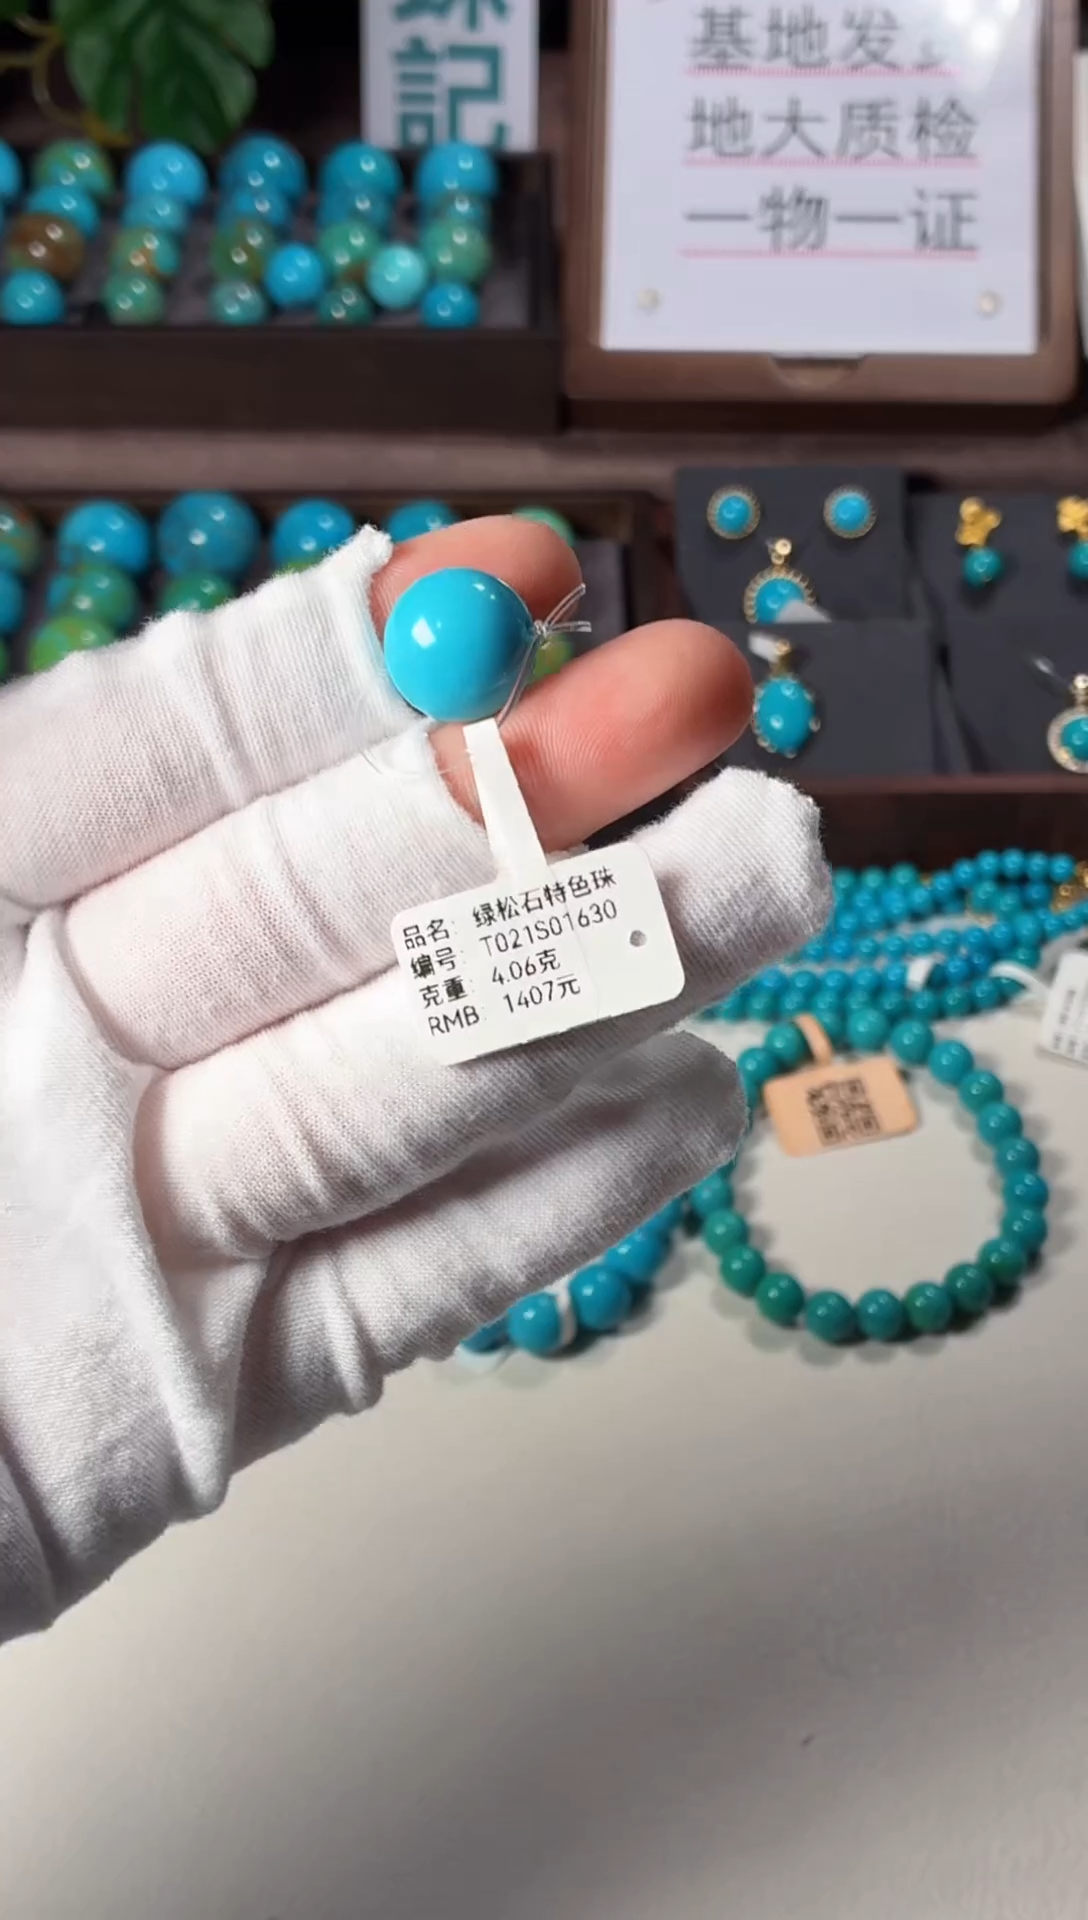 記
基地发
地大质检
一物一证
品名: 绿松石特色珠
编号: T021S01630
克重: 4.06克
RMB: 1407元